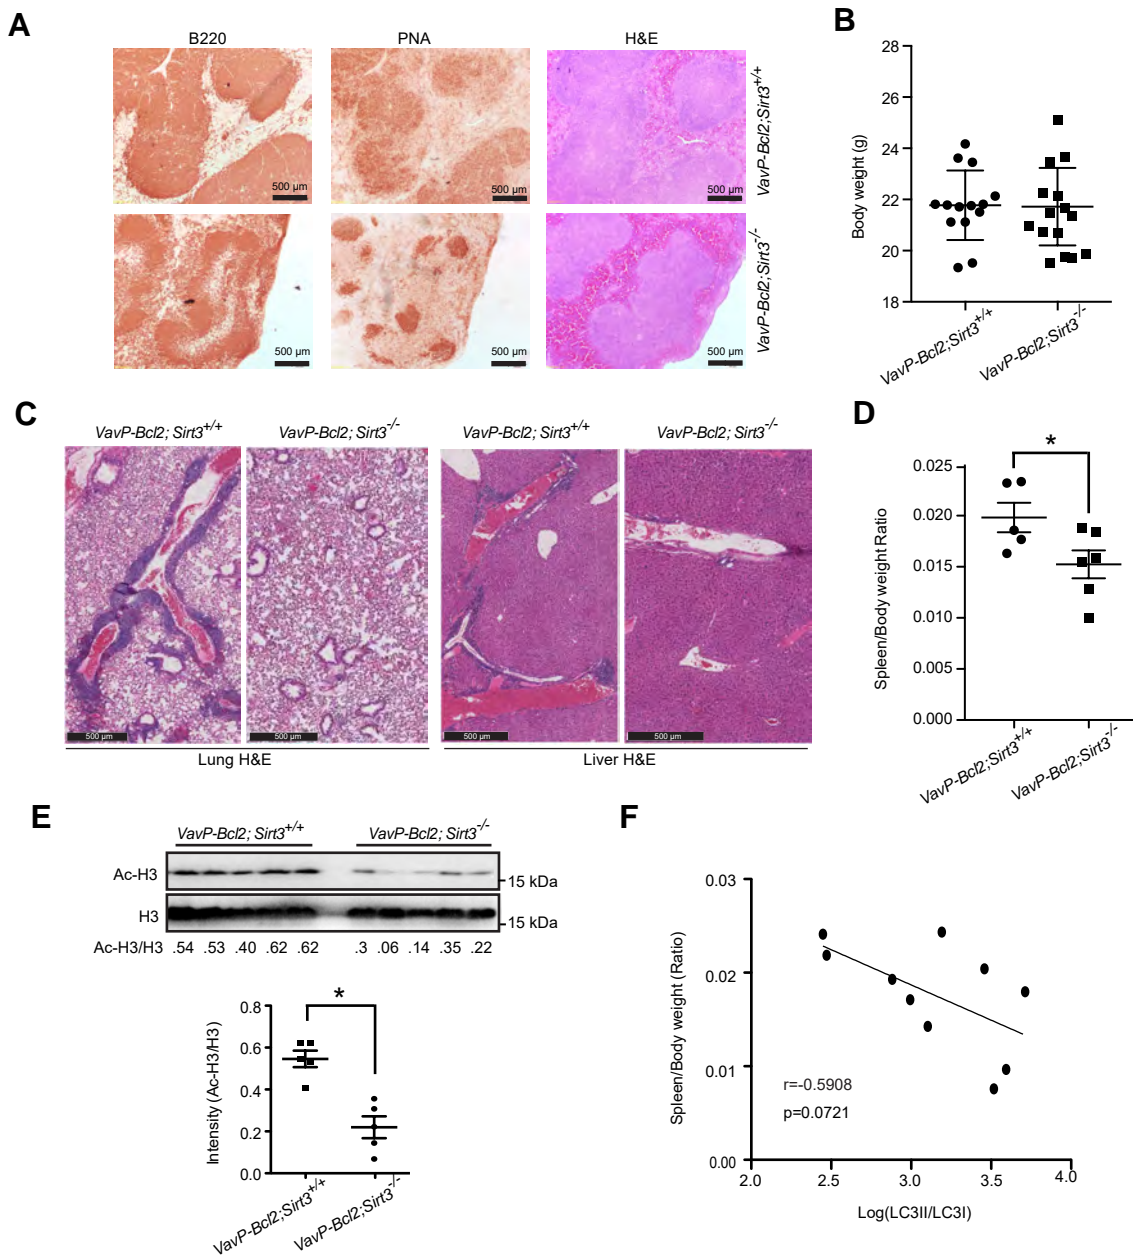 A
B220
PNA
H&E
500 µm
500 µm
500 µm
VavP-Bcl2;Sirt3+/+
500 µm
500 µm
500 µm
VavP-Bcl2;Sirt3-/-
B
Body weight (g)
28
26
24
22
20
18
VavP-Bcl2;Sirt3+/+
VavP-Bcl2;Sirt3-/-
C
VavP-Bcl2; Sirt3+/+
VavP-Bcl2; Sirt3-/-
VavP-Bcl2; Sirt3+/+
VavP-Bcl2; Sirt3-/-
500 µm
500 µm
500 µm
500 µm
Lung H&E
Liver H&E
D
*
Spleen/Body weight Ratio
0.025
0.020
0.015
0.010
0.005
0.000
VavP-Bcl2;Sirt3+/+
VavP-Bcl2;Sirt3-/-
E
VavP-Bcl2; Sirt3+/+
VavP-Bcl2; Sirt3-/-
Ac-H3
15 kDa
H3
15 kDa
Ac-H3/H3 .54 .53 .40 .62 .62 .3 .06 .14 .35 .22
*
Intensity (Ac-H3/H3)
0.8
0.6
0.4
0.2
0.0
VavP-Bcl2;Sirt3+/+
VavP-Bcl2;Sirt3-/-
F
Spleen/Body weight (Ratio)
0.03
0.02
0.01
0.00
r=-0.5908
p=0.0721
2.0 2.5 3.0 3.5 4.0
Log(LC3II/LC3I)